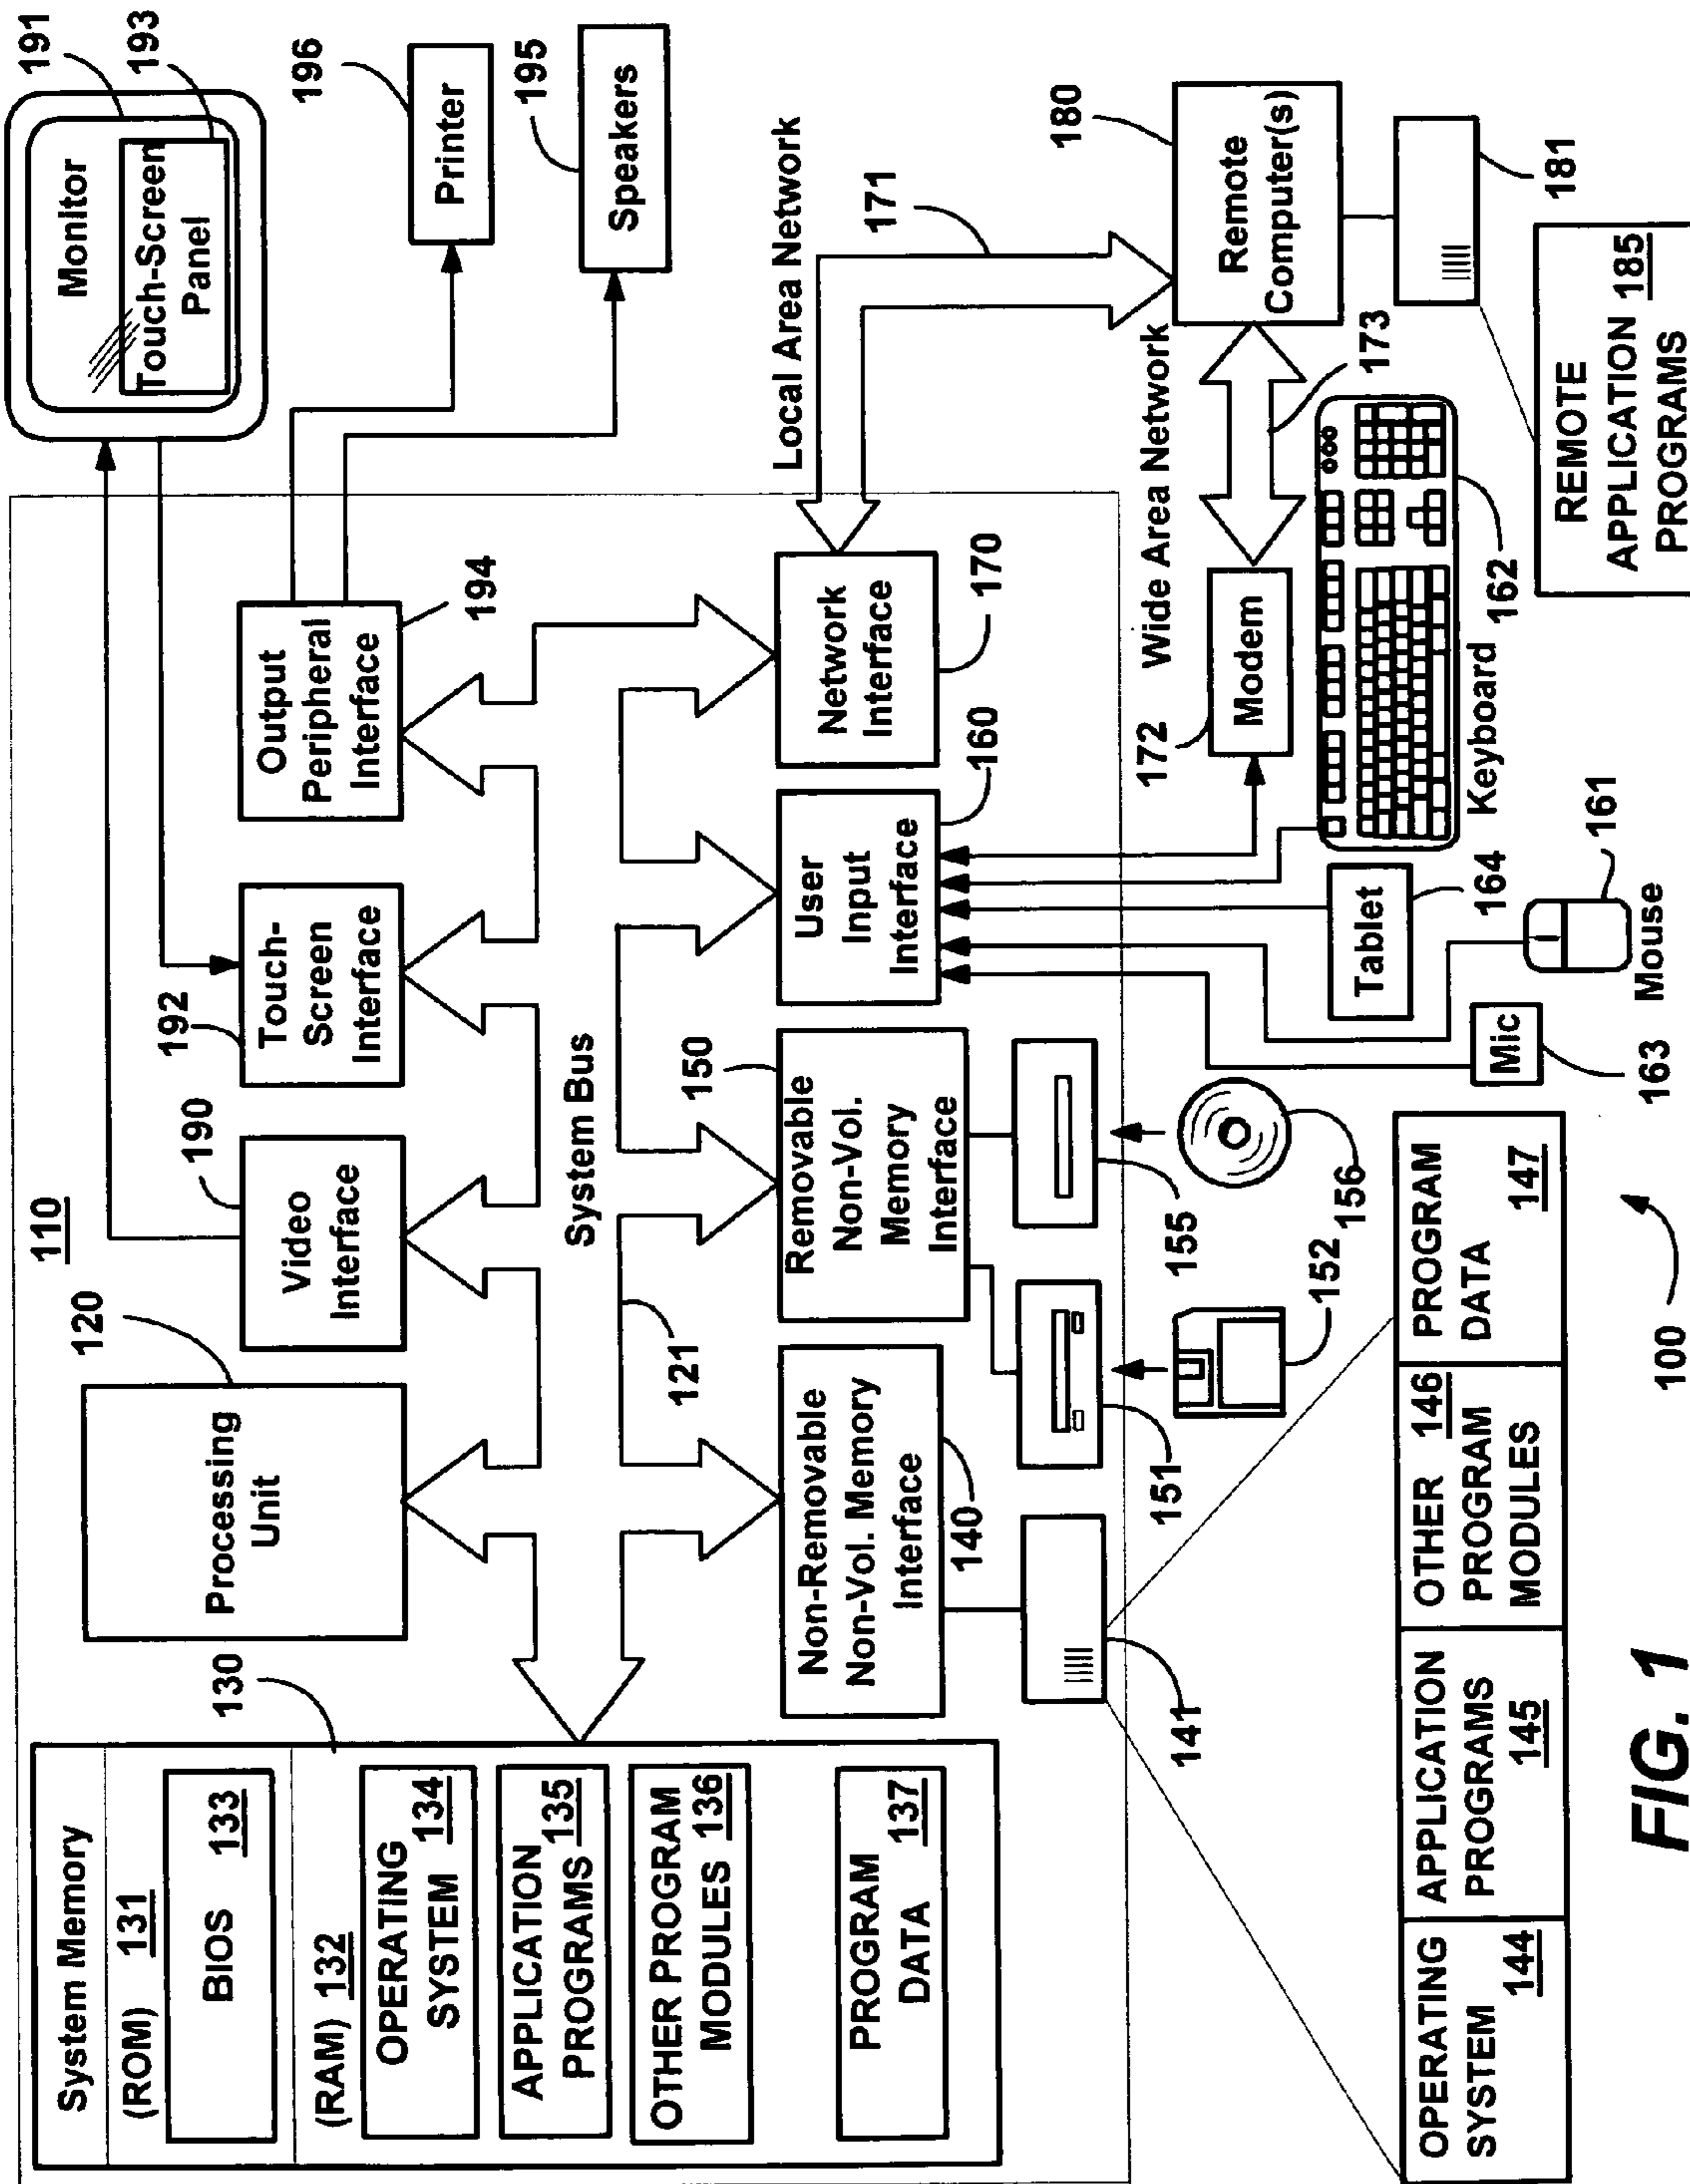 System Memory
(ROM) 131
BIOS 133
(RAM) 132
OPERATING
SYSTEM 134
APPLICATION
PROGRAMS 135
OTHER PROGRAM
MODULES 136
PROGRAM
DATA 137
130
110
120
Processing
Unit
190
Video
Interface
192
Touch-
Screen
Interface
Output
Peripheral
Interface
194
191
Monitor
193
Touch-Screen
Panel
196
Printer
195
Speakers
System Bus
121
Non-Removable
Non-Vol. Memory
Interface
140
150
Removable
Non-Vol.
Memory
Interface
User
Input
Interface
160
Network
Interface
170
Local Area Network
171
141
151
152
155
156
172
Modem
Wide Area Network
173
180
Remote
Computer(s)
181
Keyboard
162
Tablet
164
161
Mouse
Mic
163
REMOTE
APPLICATION 185
PROGRAMS
OPERATING
SYSTEM 144
APPLICATION
PROGRAMS
145
OTHER 146
PROGRAM
MODULES
PROGRAM
DATA 147
100
FIG. 1